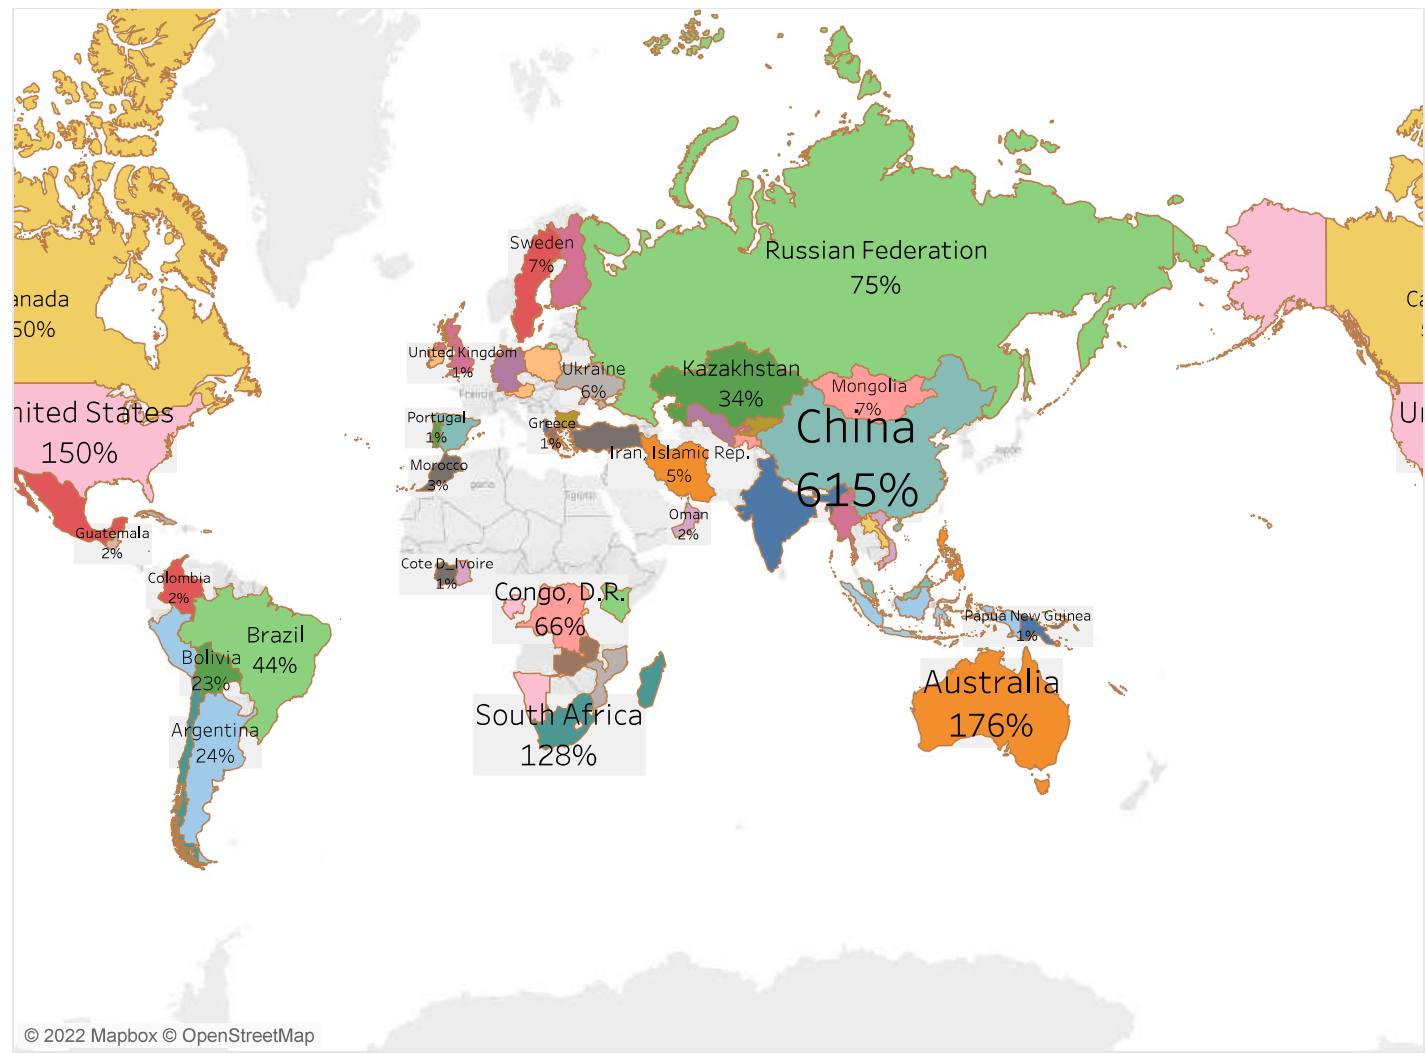 Sweden
7%
Russian Federation
75%
anada
50%
Ca
United Kingdom
1%
Ukraine
6%
Kazakhstan
34%
Mongolia
7%
nited States
150%
Portugal
1%
Greece
1%
China
615%
Iran, Islamic Rep.
5%
Morocco
3%
Oman
2%
Guatemala
2%
Colombia
2%
Cote D_Ivoire
1%
Congo, D.R.
66%
Papua New Guinea
1%
Brazil
44%
Bolivia
23%
Australia
176%
South Africa
128%
Argentina
24%
© 2022 Mapbox © OpenStreetMap